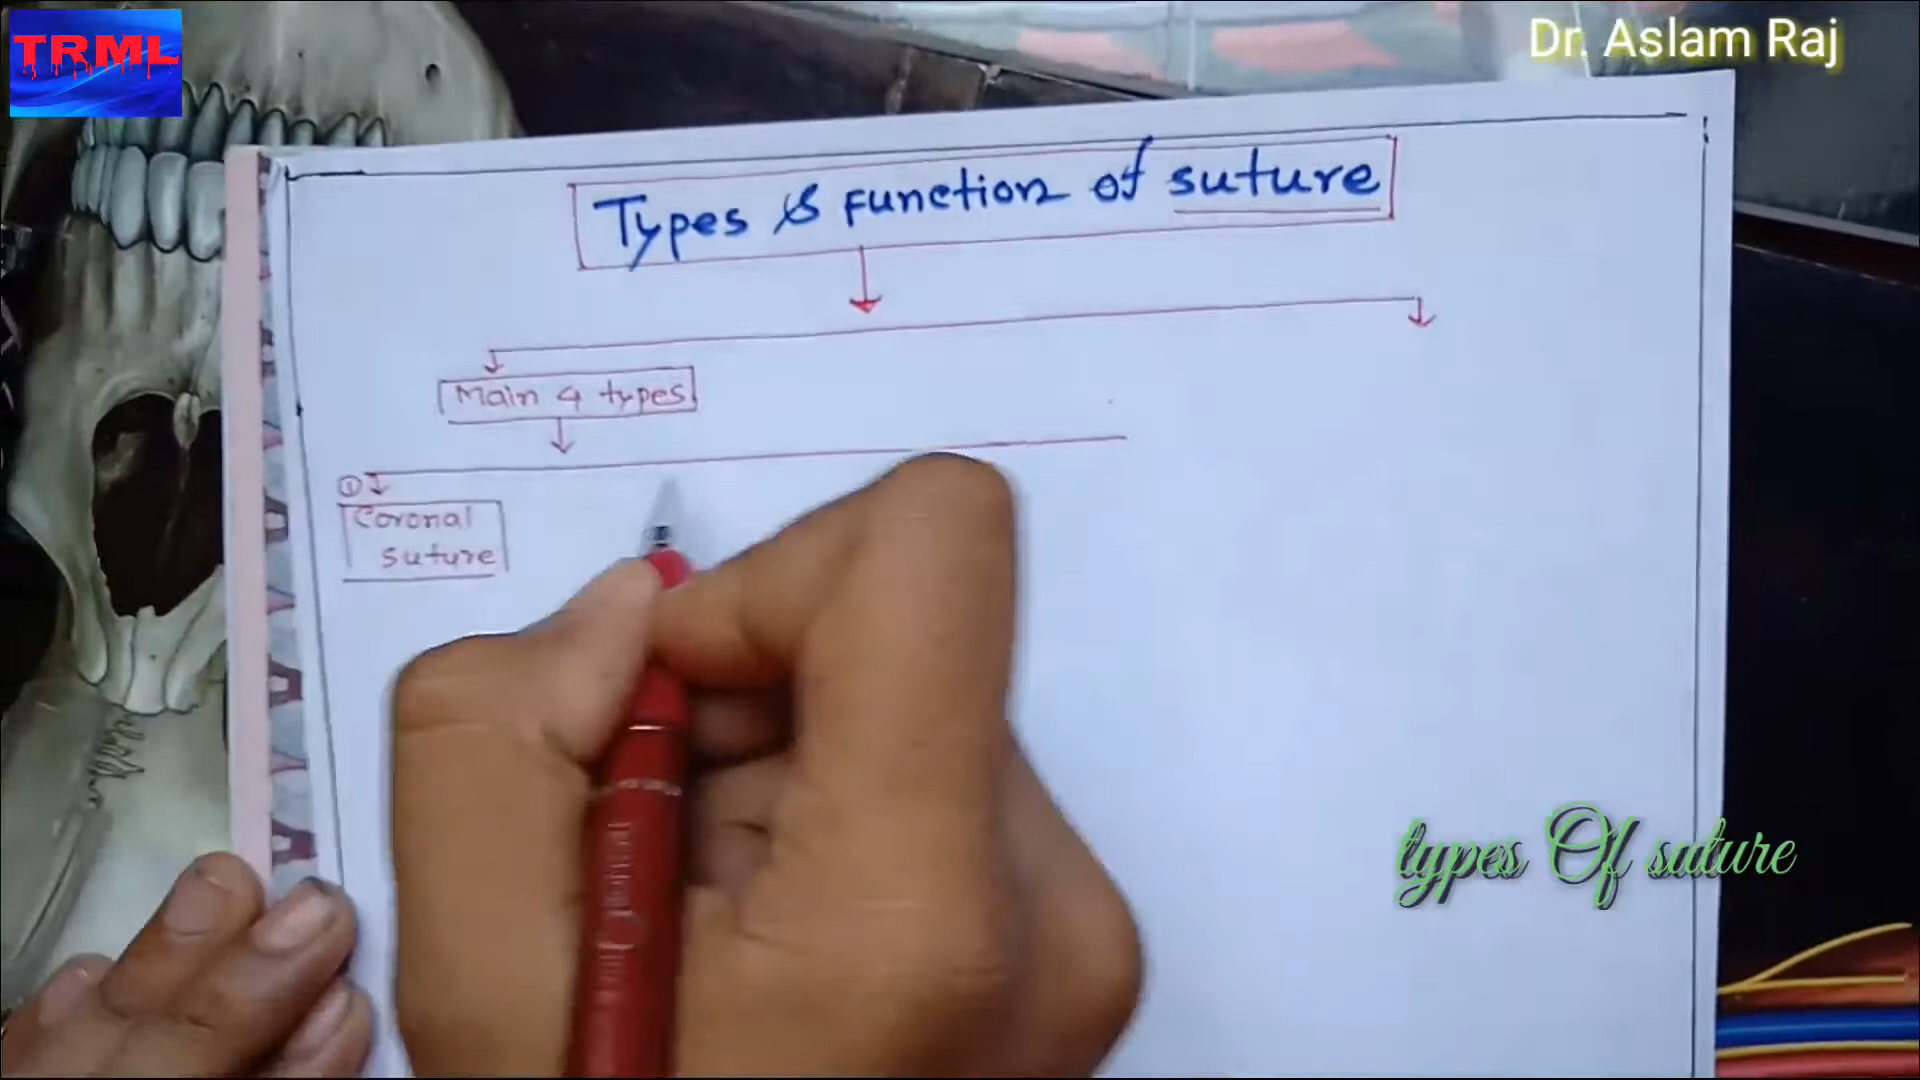 TRML
Dr. Aslam Raj
Types & function of suture
Main 4 types
①
Coronal
suture
types Of suture